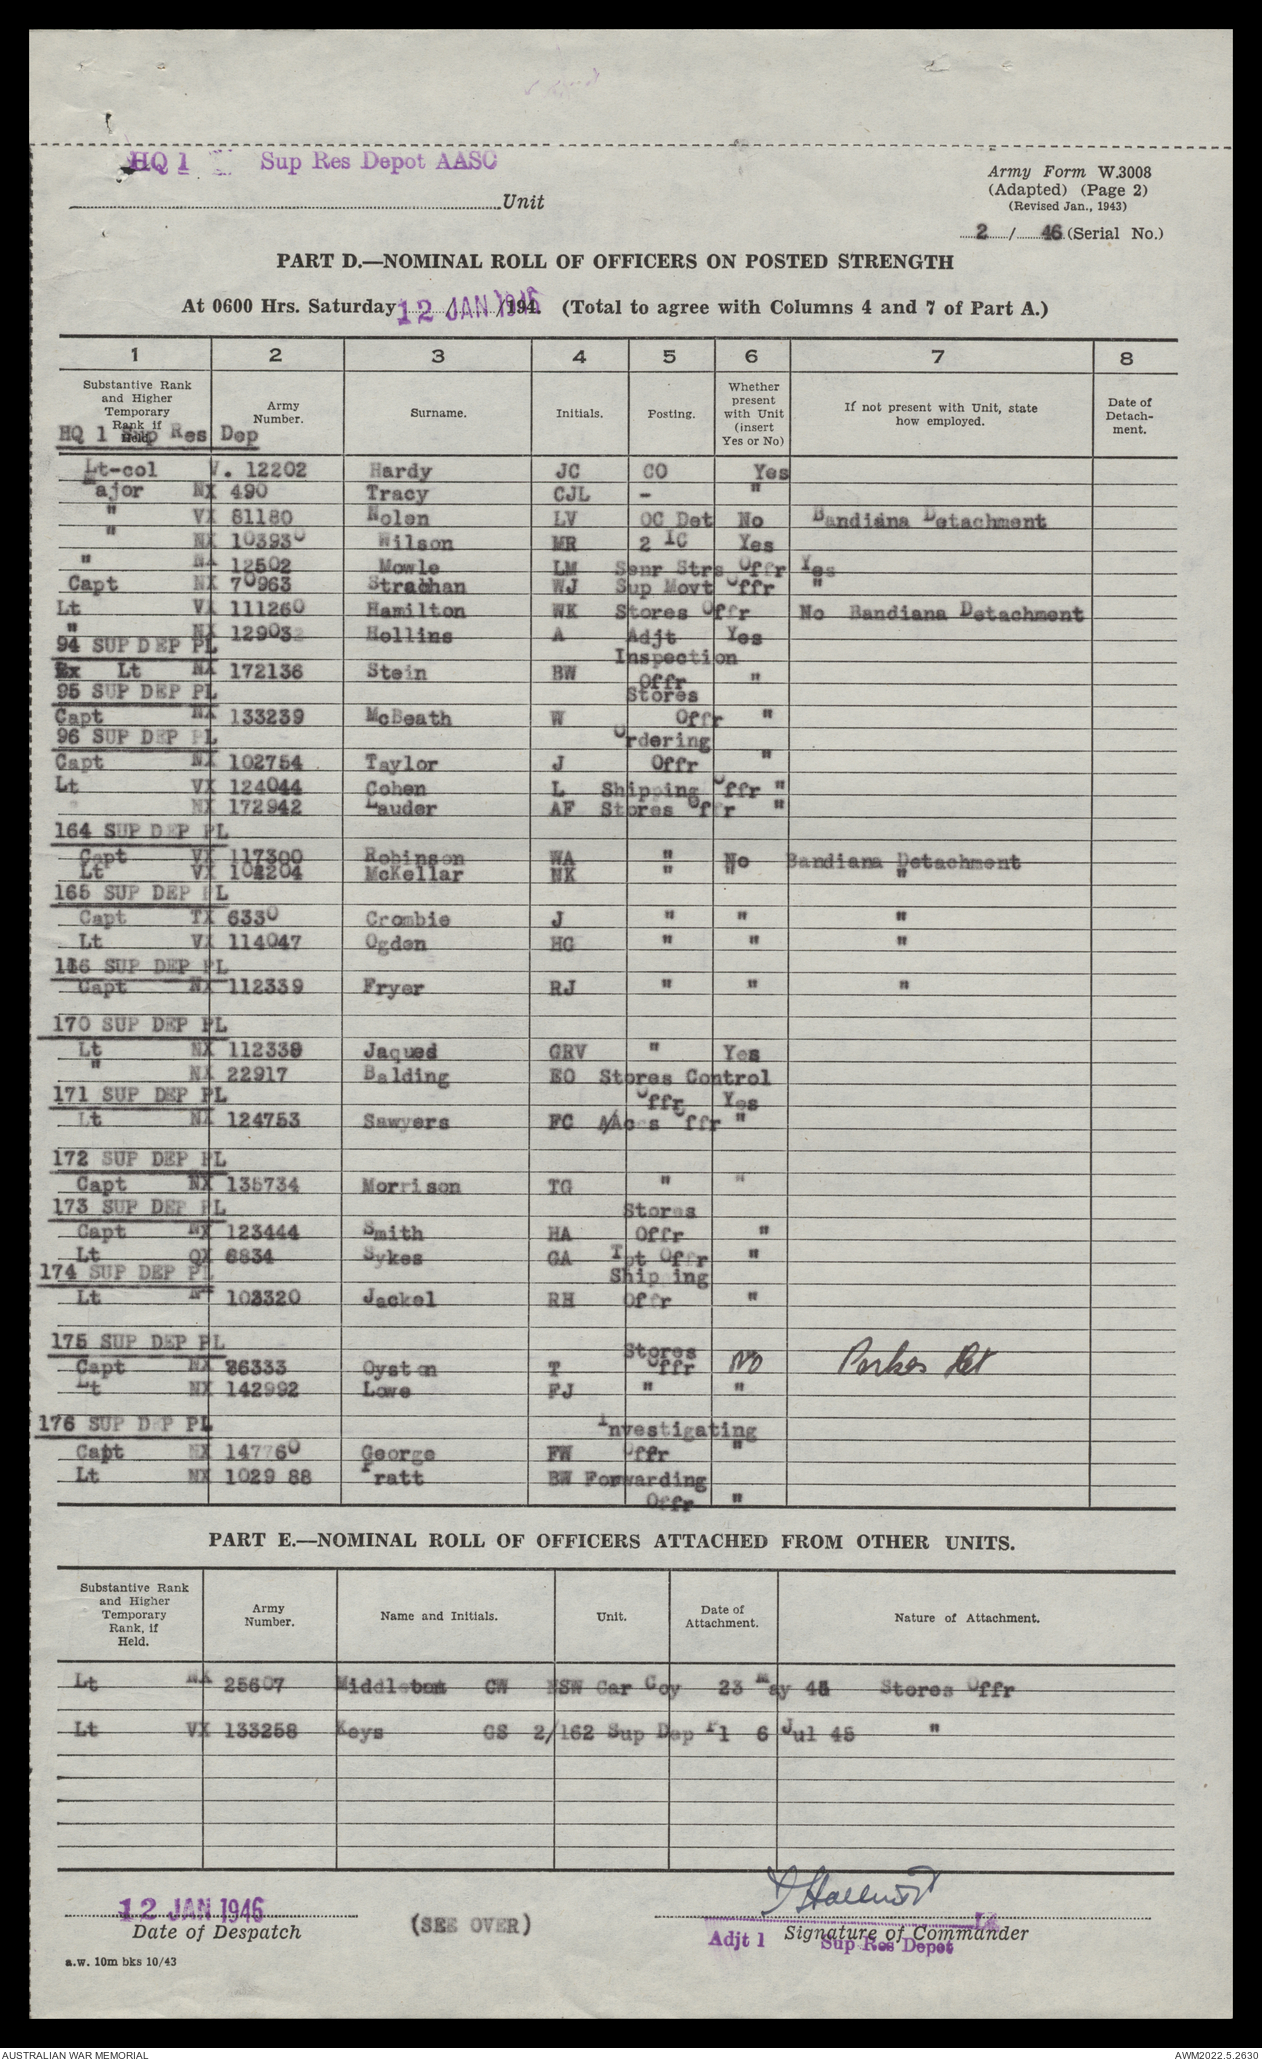 HQ 1 Sup Res Depot AASC
Unit
Army Form W.3008
(Adapted) (Page 2)
(Revised Jan., 1943)
2 / 46 (Serial No.)
PART D.—NOMINAL ROLL OF OFFICERS ON POSTED STRENGTH
At 0600 Hrs. Saturday 12 JAN 1946 /194. (Total to agree with Columns 4 and 7 of Part A.)
1 2 3 4 5 6 7 8
Substantive Rank and Higher Temporary Rank if Held. Army Number. Surname. Initials. Posting. Whether present with Unit (insert Yes or No) If not present with Unit, state how employed. Date of Detach-ment.
HQ 1 Sup Res Dep
Lt-col V. 12202 Hardy JC CO Yes
Major NX 490 Tracy CJL - "
" VX 81180 Nolen LV OC Det No Bandiana Detachment
" NX 103930 Wilson MR 2 IC Yes
" NX 12502 Mowle LM Senr Strs Offr Yes
Capt NX 70963 Strachan WJ Sup Movt Offr "
Lt VX 111260 Hamilton WK Stores Offr No Bandiana Detachment
" NX 129032 Hollins A Adjt Yes
94 SUP DEP PL
Inspection
Lt NX 172136 Stein BW Offr "
95 SUP DEP PL Stores
Capt NX 133239 McBeath W Offr "
96 SUP DEP PL Ordering
Capt NX 102754 Taylor J Offr "
Lt VX 124044 Cohen L Shipping Offr "
" NX 172942 Lauder AF Stores Offr "
164 SUP DEP PL
Capt VX 117300 Robinson WA " No Bandiana Detachment
Lt VX 102204 McKellar NK " " "
165 SUP DEP PL
Capt TX 6330 Crombie J " " "
Lt VX 114047 Ogden HG " " "
166 SUP DEP PL
Capt NX 112339 Fryer RJ " " "
170 SUP DEP PL
Lt NX 112338 Jaques GRV " Yes
" NX 22917 Balding EO Stores Control
171 SUP DEP PL Offr Yes
Lt NX 124753 Sawyers FC A/Aces Offr "
172 SUP DEP PL
Capt NX 135734 Morrison TG " "
173 SUP DEP PL Stores
Capt NX 123444 Smith HA Offr "
Lt QX 6834 Sykes GA Tpt Offr "
174 SUP DEP PL Shipping
Lt 103320 Jackel RH Offr "
175 SUP DEP PL Stores
Capt NX 86333 Oyston T Offr NO Parkes Det
Lt NX 142992 Lowe FJ " "
176 SUP DEP PL Investigating
Capt NX 147760 George FW Offr "
Lt NX 1029 88 Pratt BW Forwarding
Offr "
PART E.—NOMINAL ROLL OF OFFICERS ATTACHED FROM OTHER UNITS.
Substantive Rank and Higher Temporary Rank, if Held. Army Number. Name and Initials. Unit. Date of Attachment. Nature of Attachment.
Lt NX 25607 Middleton CW NSW Car Coy 23 May 45 Stores Offr
Lt VX 133258 Keys GS 2/162 Sup Dep Pl 6 Jul 45 "
12 JAN 1946
Date of Despatch
(SEE OVER)
Lt
Signature of Commander
Adjt 1 Sup Res Depot
a.w. 10m bks 10/43
AUSTRALIAN WAR MEMORIAL
AWM2022.5.2630